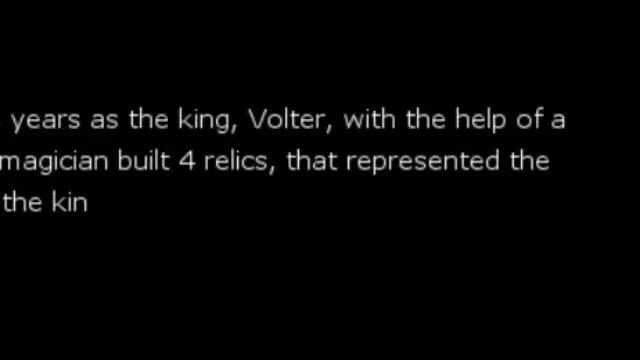 years as the king, Volter, with the help of a
magician built 4 relics, that represented the
the kin